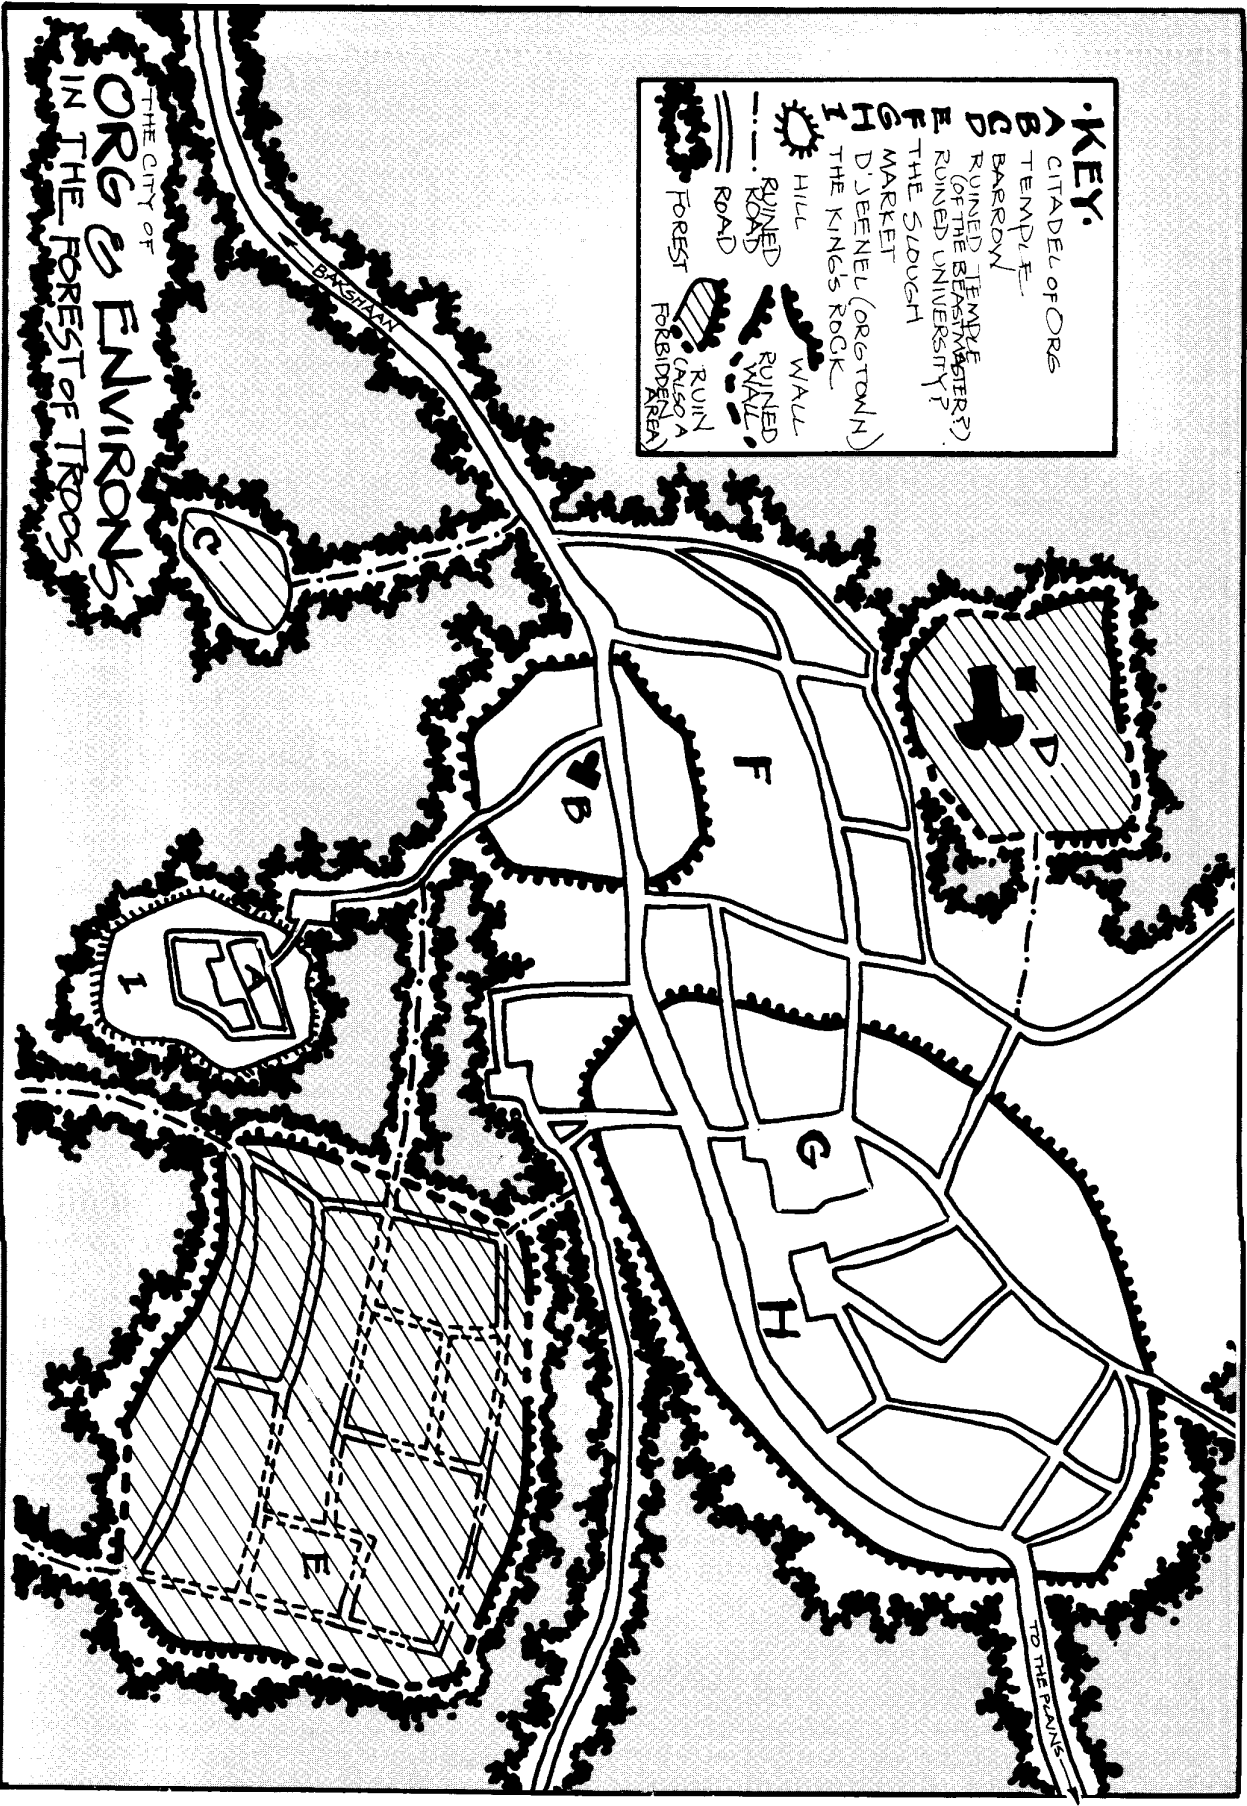 ·KEY·
A CITADEL OF ORG
B TEMPLE
C BARROW
D RUINED TEMPLE
(OF THE BEASTMASTER?)
E RUINED UNIVERSITY?
F THE SLOUGH
G MARKET
H D'JEENEL (ORGTOWN)
I THE KING'S ROCK
HILL
RUINED
ROAD
ROAD
FOREST
WALL
RUINED
WALL
RUIN
(ALSO A
FORBIDDEN
AREA)
THE CITY OF
ORG & ENVIRONS
IN THE FOREST OF TROOS
BAKSHAAN
TO THE PLAINS
A
B
C
D
E
F
G
H
I